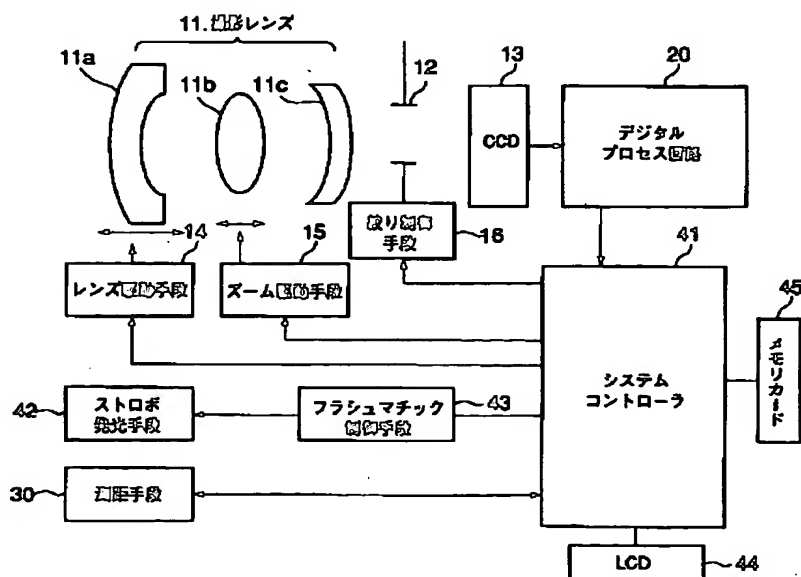 11.撮影レンズ
11a
11b
11c
12
13
20
CCD
デジタル
プロセス回路
14
15
絞り制御
手段
16
41
45
レンズ駆動手段
ズーム駆動手段
システム
コントローラ
メモリカード
42
ストロボ
発光手段
フラッシュマチック
制御手段
43
30
測距手段
LCD
44